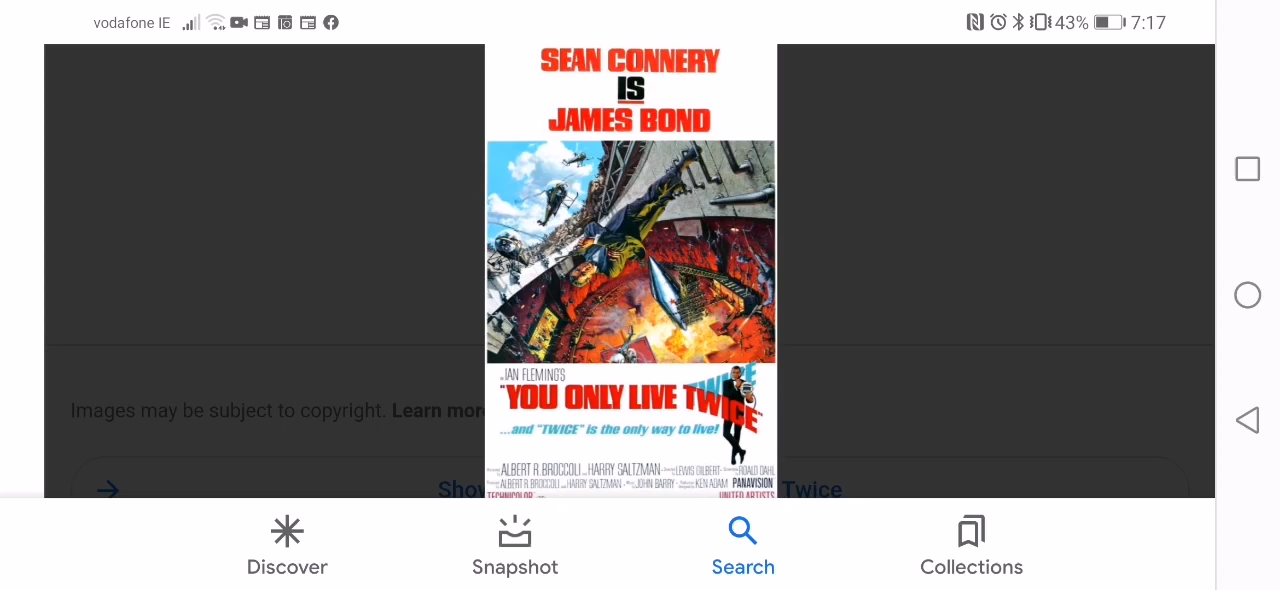 vodafone IE
43% 7:17
SEAN CONNERY
IS
JAMES BOND
IAN FLEMING'S
"YOU ONLY LIVE TWICE"
TWICE
...and "TWICE" is the only way to live!
Images may be subject to copyright. Learn more
ALBERT R. BROCCOLI HARRY SALTZMAN LEWIS GILBERT ROALD DAHL
ALBERT R. BROCCOLI HARRY SALTZMAN JOHN BARRY KEN ADAM PANAVISION
TECHNICOLOR UNITED ARTISTS
Twice
Discover Snapshot Search Collections